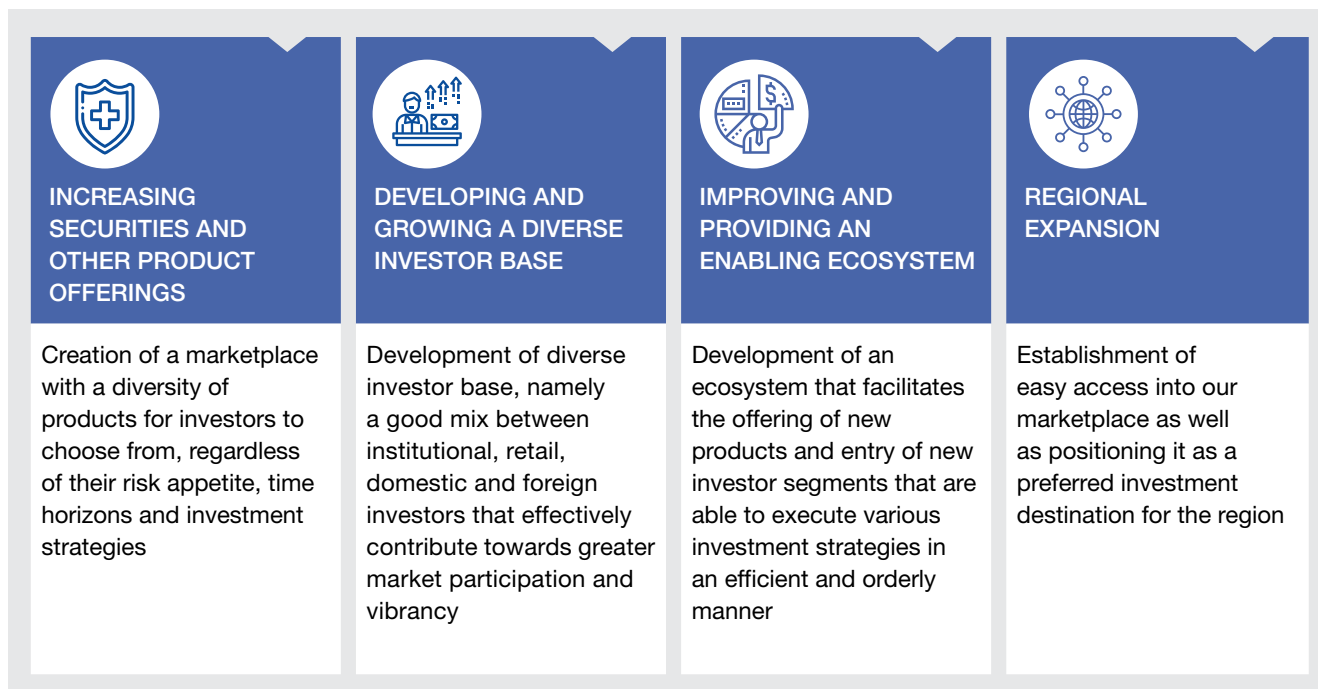 INCREASING
SECURITIES AND
OTHER PRODUCT
OFFERINGS
Creation of a marketplace
with a diversity of
products for investors to
choose from, regardless
of their risk appetite, time
horizons and investment
strategies
DEVELOPING AND
GROWING A DIVERSE
INVESTOR BASE
Development of diverse
investor base, namely
a good mix between
institutional, retail,
domestic and foreign
investors that effectively
contribute towards greater
market participation and
vibrancy
$
IMPROVING AND
PROVIDING AN
ENABLING ECOSYSTEM
Development of an
ecosystem that facilitates
the offering of new
products and entry of new
investor segments that are
able to execute various
investment strategies in
an efficient and orderly
manner
REGIONAL
EXPANSION
Establishment of
easy access into our
marketplace as well
as positioning it as a
preferred investment
destination for the region